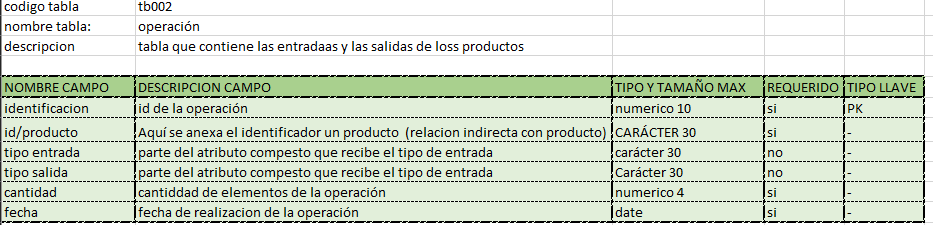 codigo tabla tb002
nombre tabla: operación
descripcion tabla que contiene las entradaas y las salidas de loss productos
NOMBRE CAMPO DESCRIPCION CAMPO TIPO Y TAMAÑO MAX REQUERIDO TIPO LLAVE
identificacion id de la operación numerico 10 si PK
id/producto Aquí se anexa el identificador un producto (relacion indirecta con producto) CARÁCTER 30 si -
tipo entrada parte del atributo compesto que recibe el tipo de entrada carácter 30 no -
tipo salida parte del atributo compesto que recibe el tipo de entrada Carácter 30 no -
cantidad cantiddad de elementos de la operación numerico 4 si -
fecha fecha de realizacion de la operación date si -